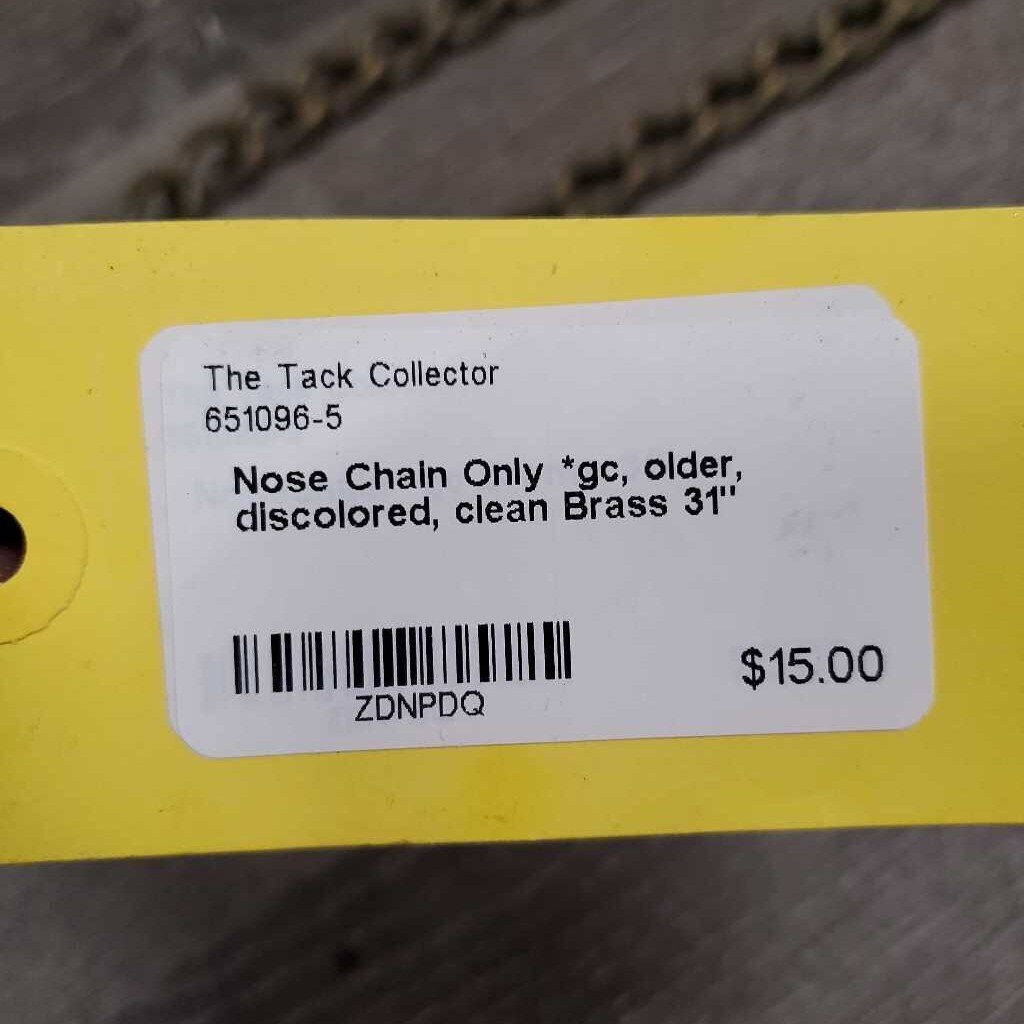 The Tack Collector
651096-5
Nose Chain Only *gc, older,
discolored, clean Brass 31"
ZDNPDQ
$15.00